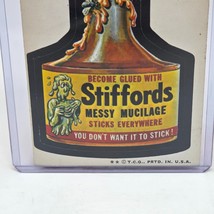 BECOME GLUED WITH
Stiffords
MESSY MUCILAGE
STICKS EVERYWHERE
YOU DON'T WANT IT TO STICK!
© T.C.G., PRTD. IN U.S.A.